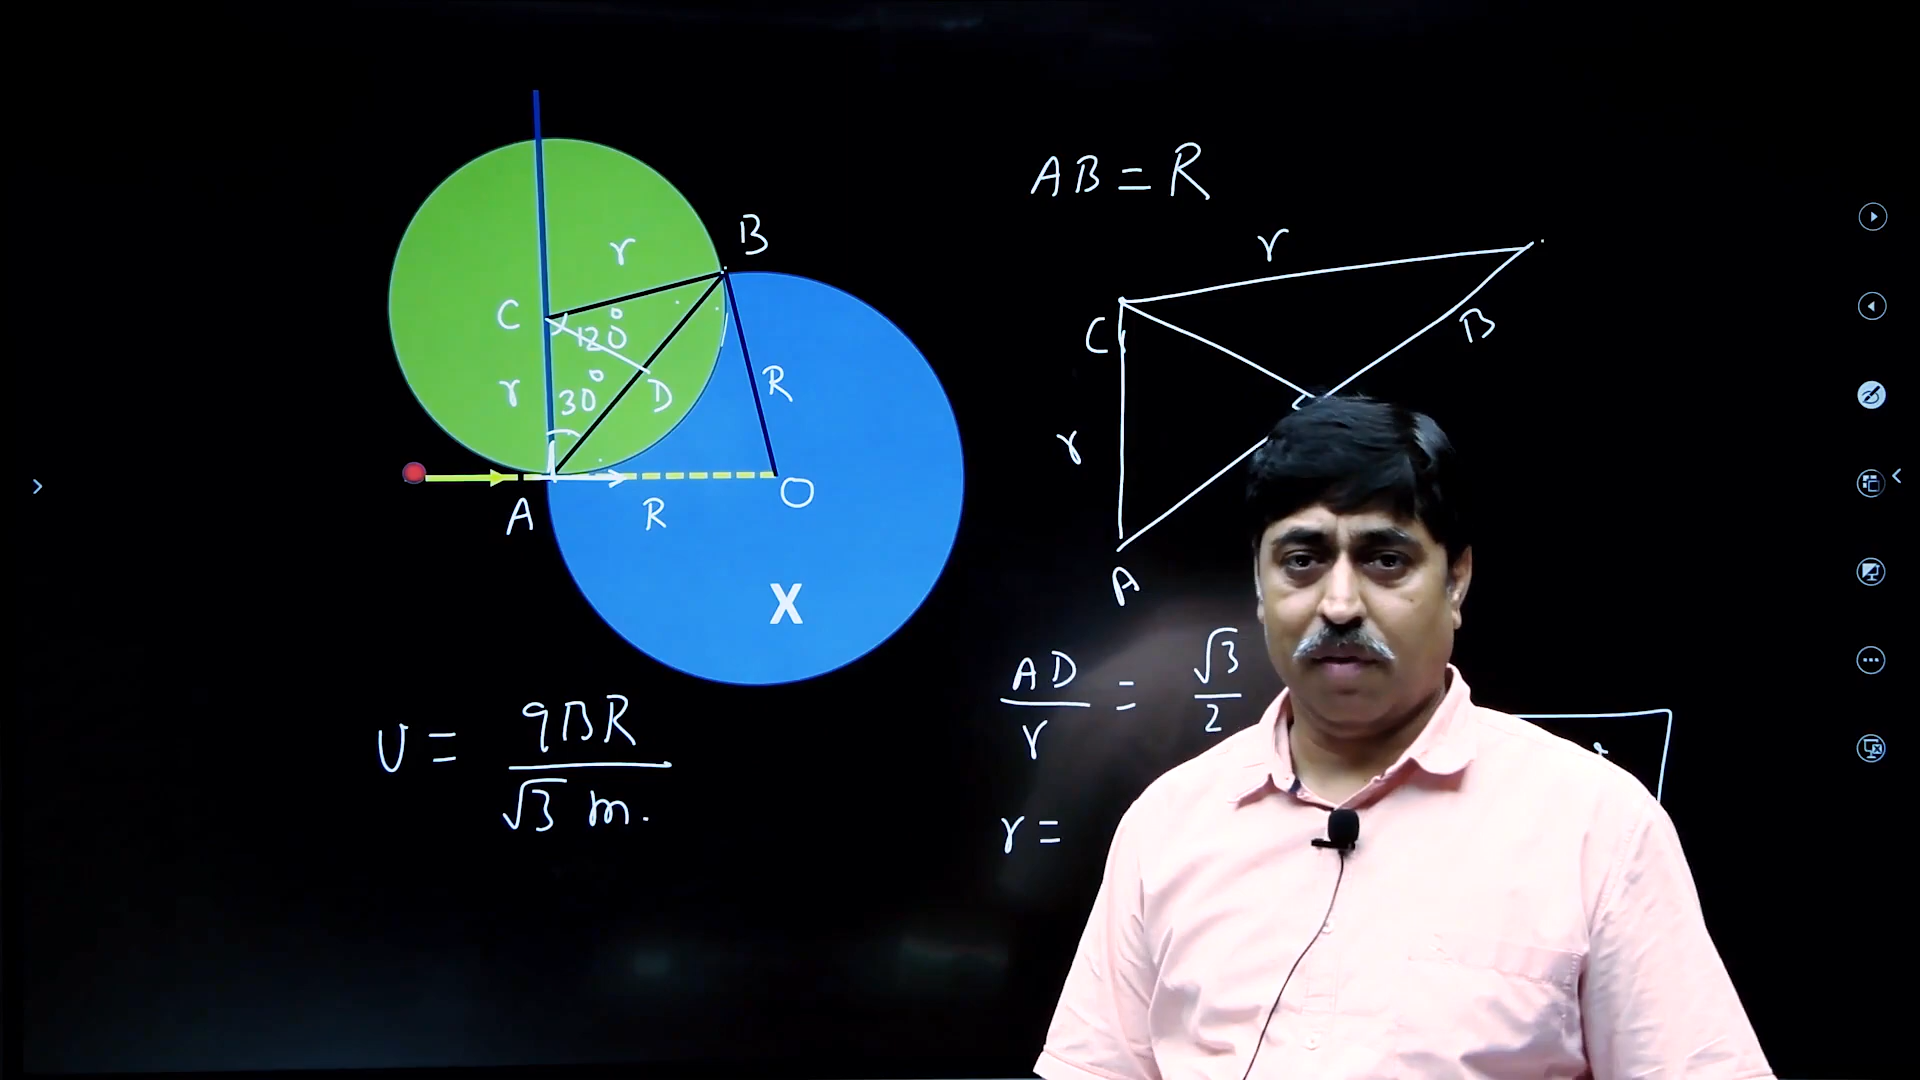 B
r
C
120°
r
30°
D
R
A
R
O
X
U = qBR / √3 m.
AB = R
r
C
B
r
A
AD / r = √3 / 2
r =